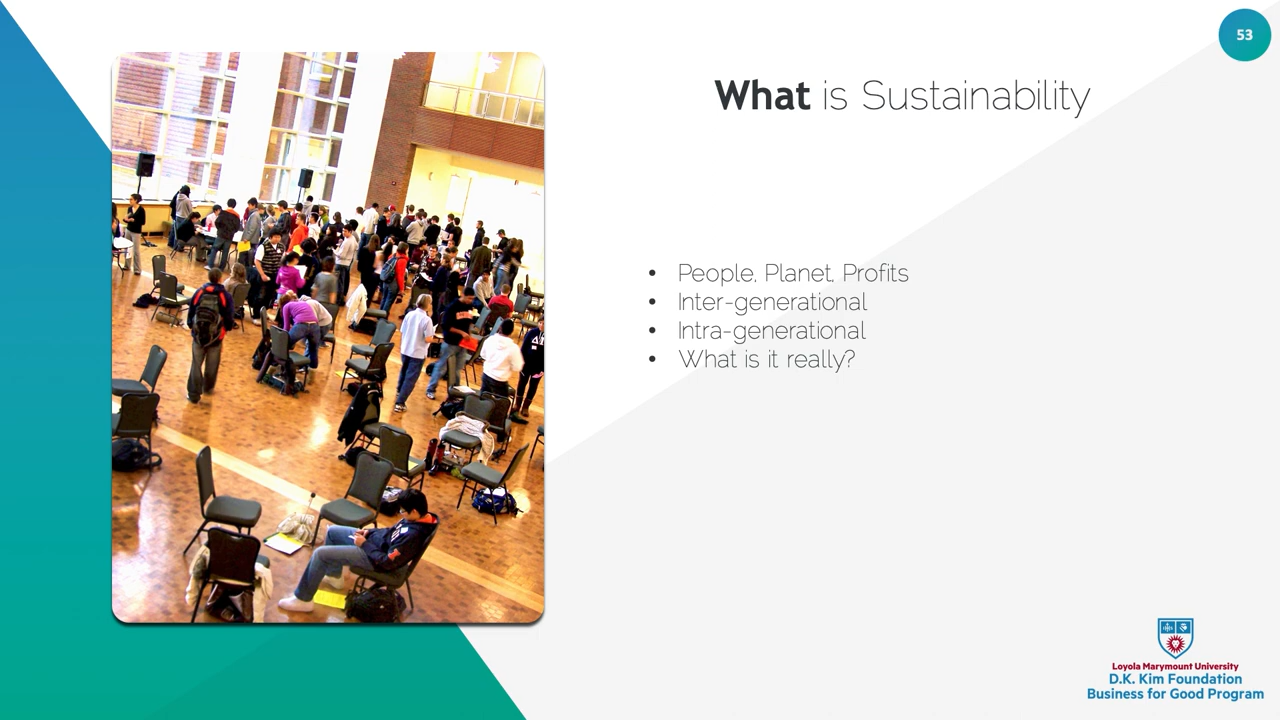 53
What is Sustainability
• People, Planet, Profits
• Inter-generational
• Intra-generational
• What is it really?
Loyola Marymount University
D.K. Kim Foundation
Business for Good Program